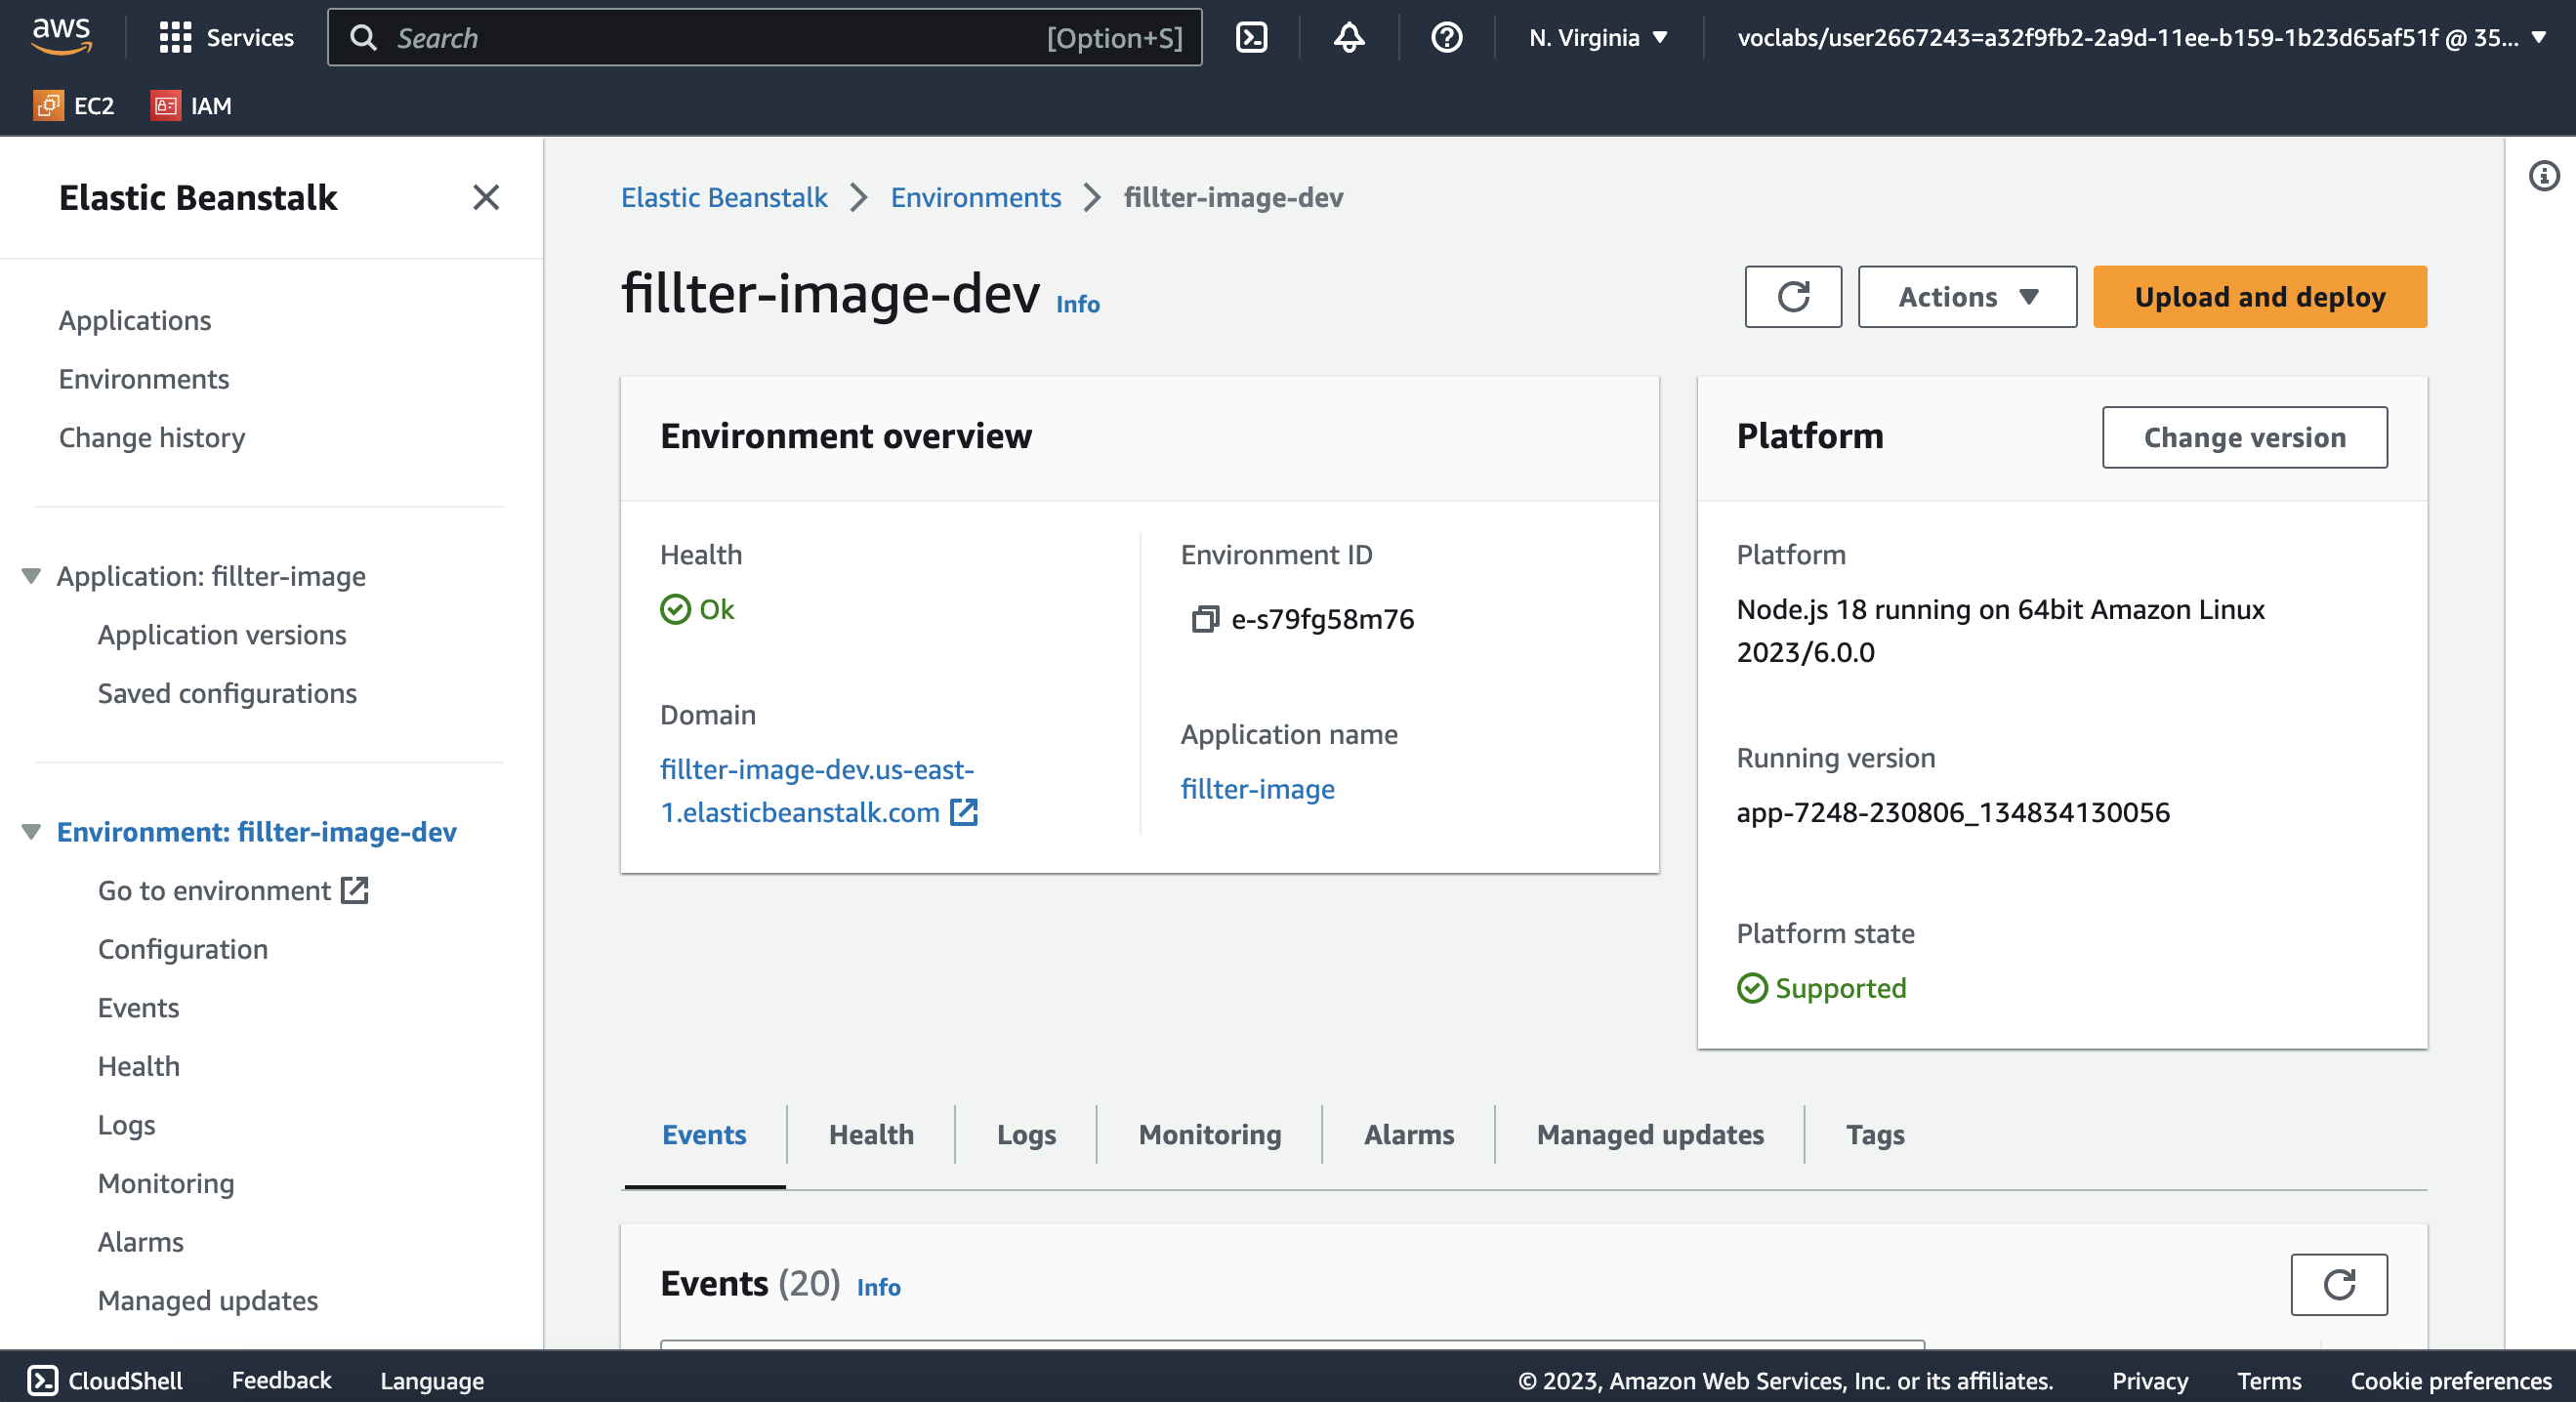 aws
Services
Search
[Option+S]
N. Virginia
voclabs/user2667243=a32f9fb2-2a9d-11ee-b159-1b23d65af51f @ 35...
EC2
IAM
Elastic Beanstalk
Applications
Environments
Change history
Application: fillter-image
Application versions
Saved configurations
Environment: fillter-image-dev
Go to environment
Configuration
Events
Health
Logs
Monitoring
Alarms
Managed updates
Elastic Beanstalk
Environments
fillter-image-dev
fillter-image-dev Info
Actions
Upload and deploy
Environment overview
Health
Ok
Domain
fillter-image-dev.us-east-
1.elasticbeanstalk.com
Environment ID
e-s79fg58m76
Application name
fillter-image
Platform
Change version
Platform
Node.js 18 running on 64bit Amazon Linux
2023/6.0.0
Running version
app-7248-230806_134834130056
Platform state
Supported
Events
Health
Logs
Monitoring
Alarms
Managed updates
Tags
Events (20) Info
CloudShell
Feedback
Language
© 2023, Amazon Web Services, Inc. or its affiliates.
Privacy
Terms
Cookie preferences